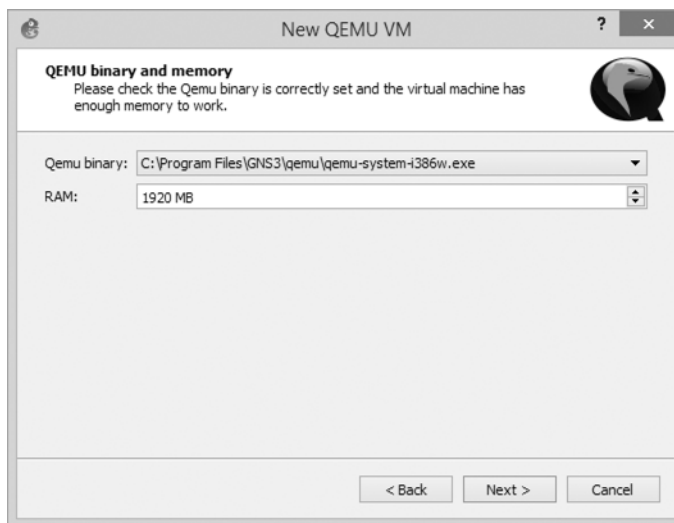 New QEMU VM
?
QEMU binary and memory
Please check the Qemu binary is correctly set and the virtual machine has
enough memory to work.
Qemu binary: C:\Program Files\GNS3\qemu\qemu-system-i386w.exe
RAM: 1920 MB
< Back Next > Cancel